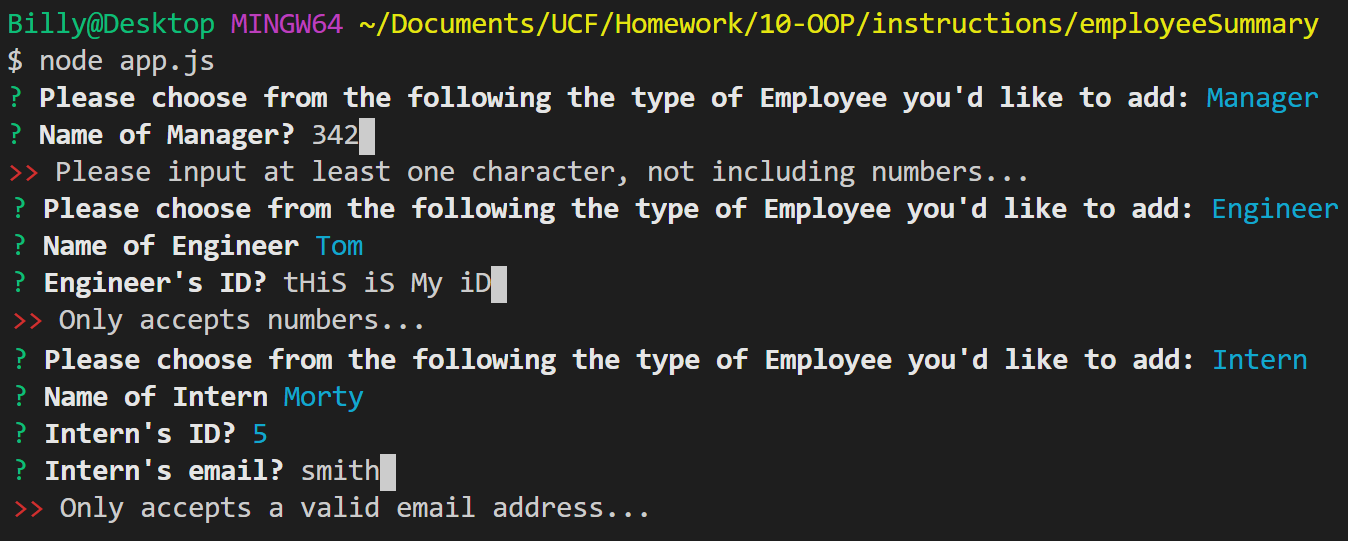 Billy@Desktop MINGW64 ~/Documents/UCF/Homework/10-OOP/instructions/employeeSummary
$ node app.js
? Please choose from the following the type of Employee you'd like to add: Manager
? Name of Manager? 342
>> Please input at least one character, not including numbers...
? Please choose from the following the type of Employee you'd like to add: Engineer
? Name of Engineer Tom
? Engineer's ID? tHiS iS My iD
>> Only accepts numbers...
? Please choose from the following the type of Employee you'd like to add: Intern
? Name of Intern Morty
? Intern's ID? 5
? Intern's email? smith
>> Only accepts a valid email address...